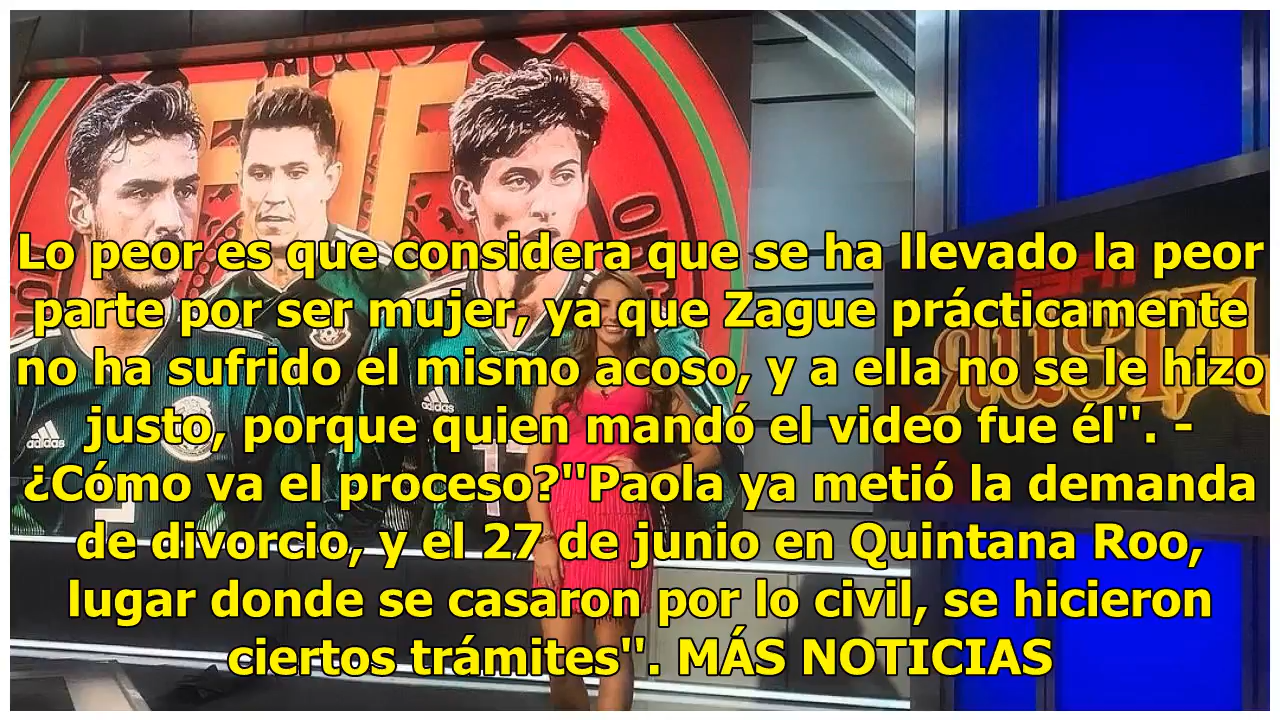 Lo peor es que considera que se ha llevado la peor
parte por ser mujer, ya que Zague prácticamente
no ha sufrido el mismo acoso, y a ella no se le hizo
justo, porque quien mandó el video fue él''. -
¿Cómo va el proceso?''Paola ya metió la demanda
de divorcio, y el 27 de junio en Quintana Roo,
lugar donde se casaron por lo civil, se hicieron
ciertos trámites''. MÁS NOTICIAS
adidas
adidas